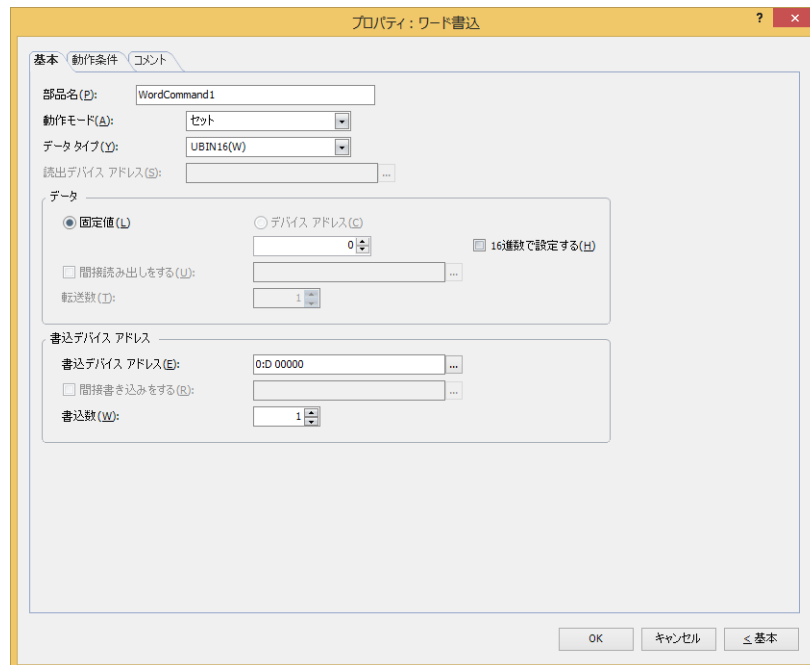 プロパティ：ワード書込 ? ×
基本 動作条件 コメント
部品名(P): WordCommand1
動作モード(A): セット
データ タイプ(Y): UBIN16(W)
読出デバイス アドレス(S): ...
データ
固定値(L) デバイス アドレス(C)
0 16進数で設定する(H)
間接読み出しをする(U): ...
転送数(T): 1
書込デバイス アドレス
書込デバイス アドレス(E): 0:D 00000 ...
間接書き込みをする(R): ...
書込数(W): 1
OK キャンセル < 基本